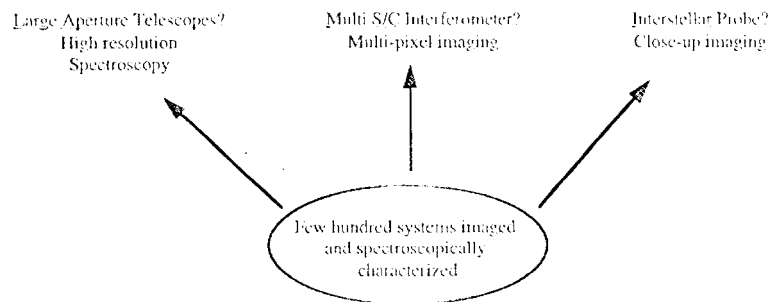 Large Aperture Telescopes?
High resolution
Spectroscopy
Multi S/C Interferometer?
Multi-pixel imaging
Interstellar Probe?
Close-up imaging
Few hundred systems imaged
and spectroscopically
characterized